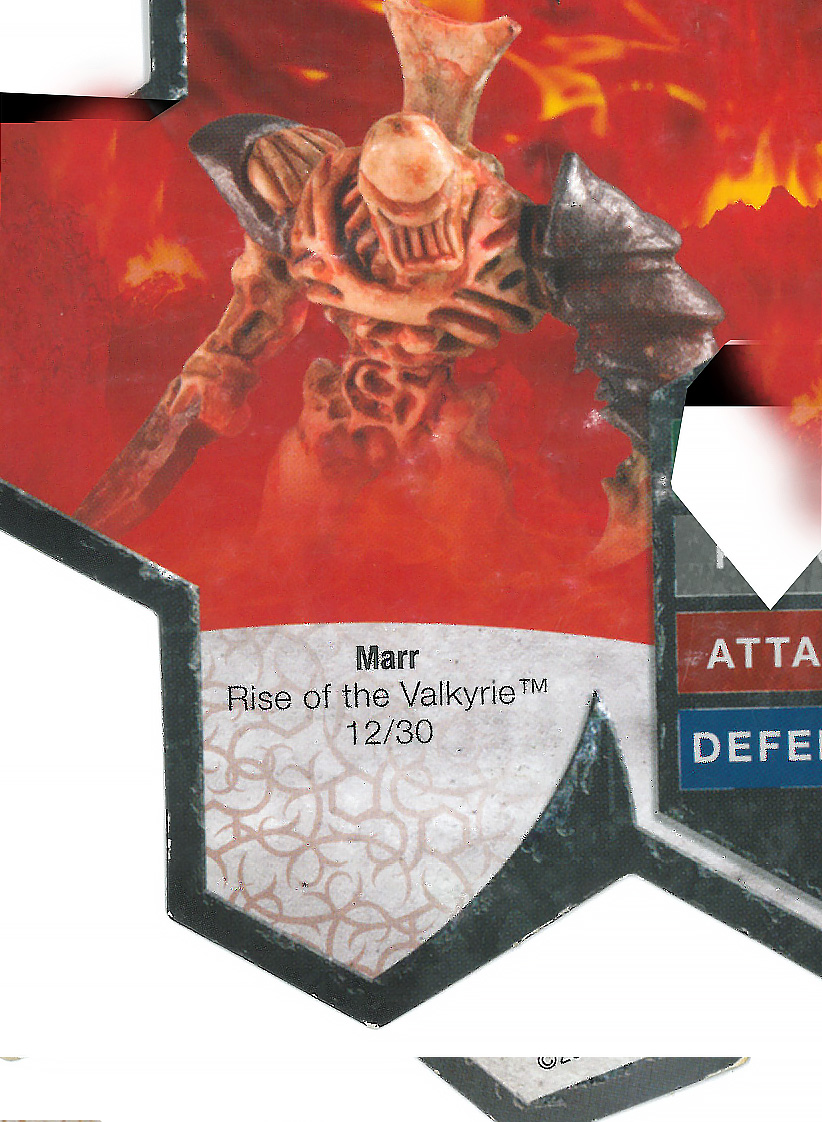 Marr
Rise of the Valkyrie™
12/30
ATTA
DEFE